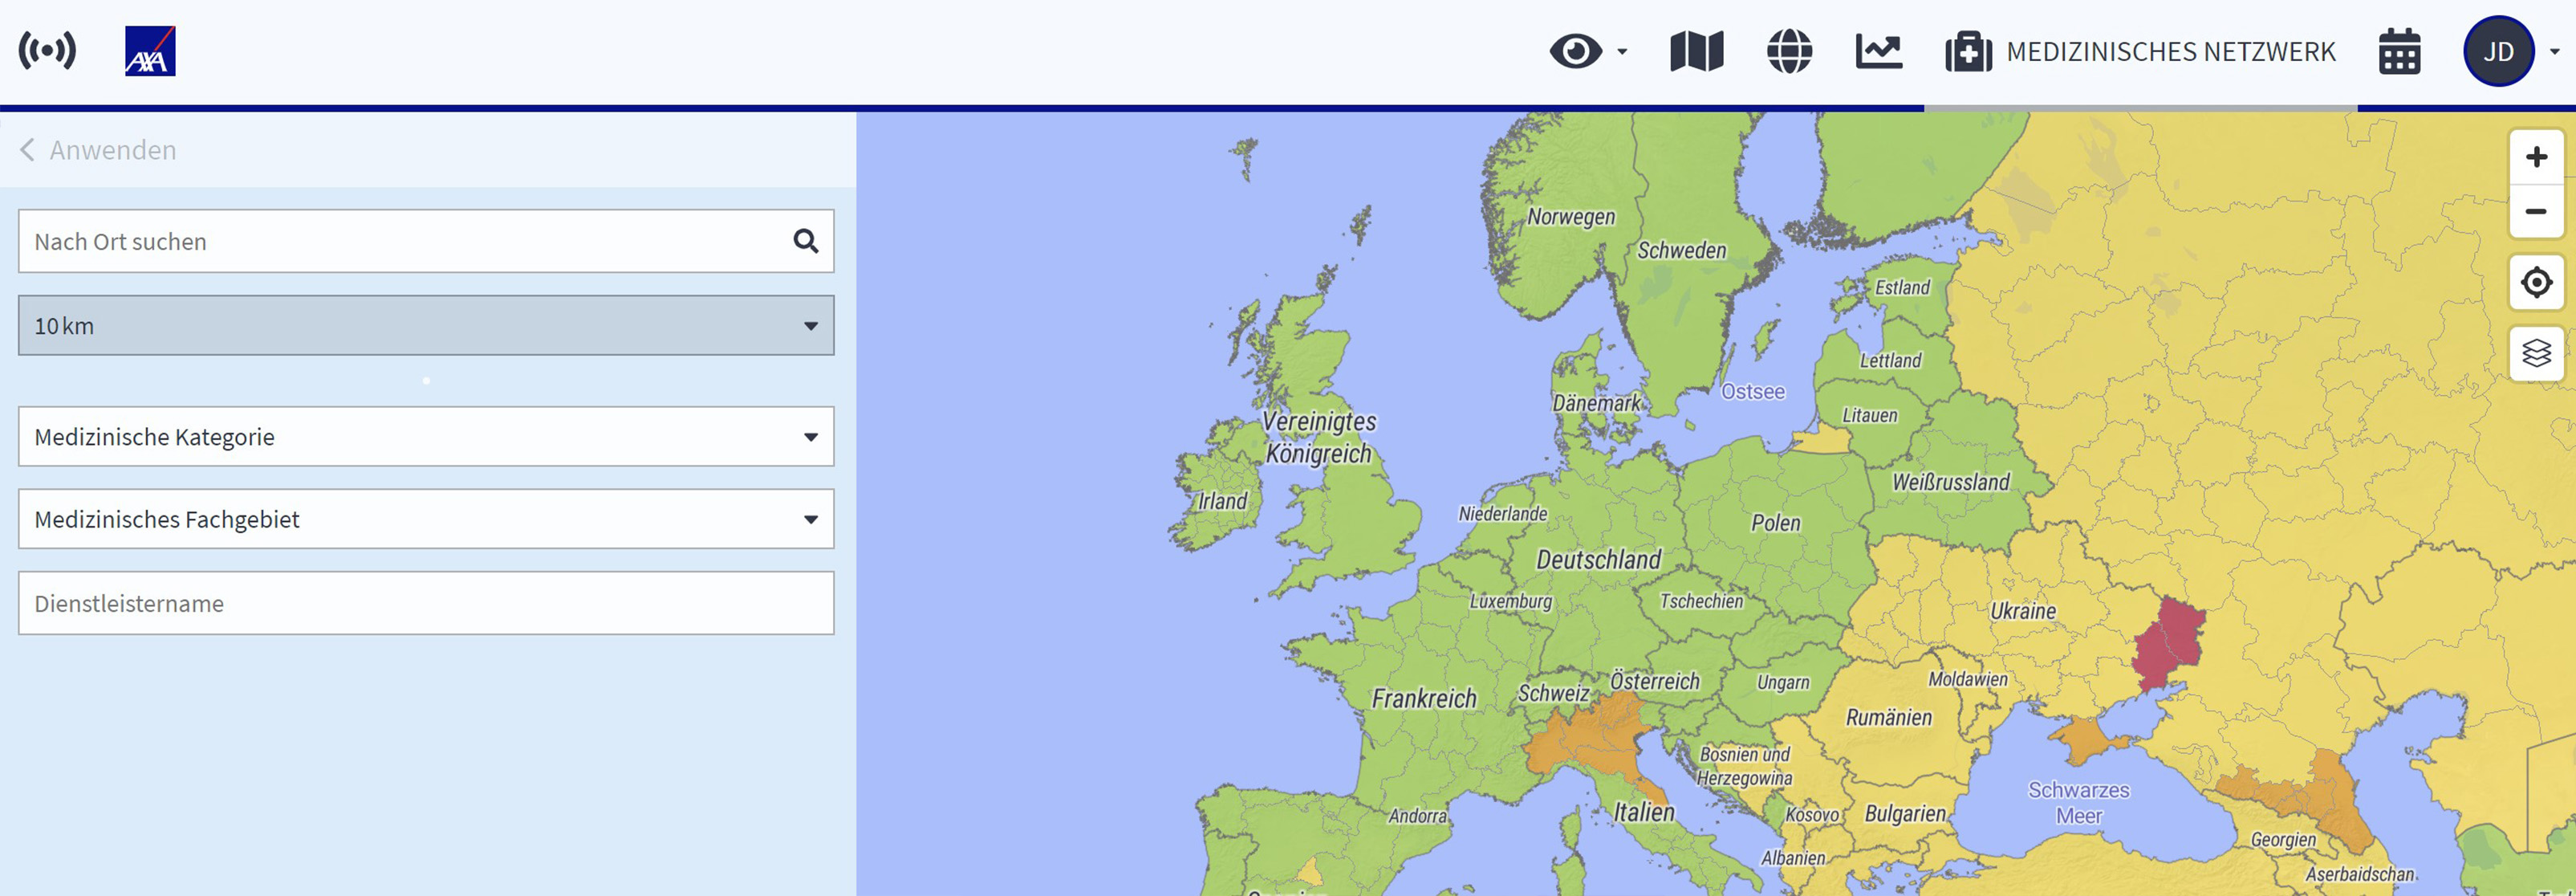 AXA
MEDIZINISCHES NETZWERK
JD
Anwenden
Nach Ort suchen
10 km
Medizinische Kategorie
Medizinisches Fachgebiet
Dienstleistername
Norwegen
Schweden
Estland
Lettland
Ostsee
Dänemark
Litauen
Vereinigtes
Königreich
Irland
Weißrussland
Niederlande
Polen
Deutschland
Luxemburg
Tschechien
Ukraine
Frankreich
Schweiz
Österreich
Ungarn
Moldawien
Rumänien
Bosnien und
Herzegowina
Schwarzes
Meer
Andorra
Italien
Kosovo
Bulgarien
Georgien
Albanien
Aserbaidschan